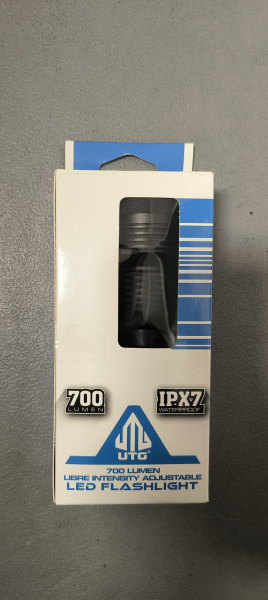 700
LUMEN
IPX-7
WATERPROOF
UTG®
700 LUMEN
LIBRE INTENSITY ADJUSTABLE
LED FLASHLIGHT